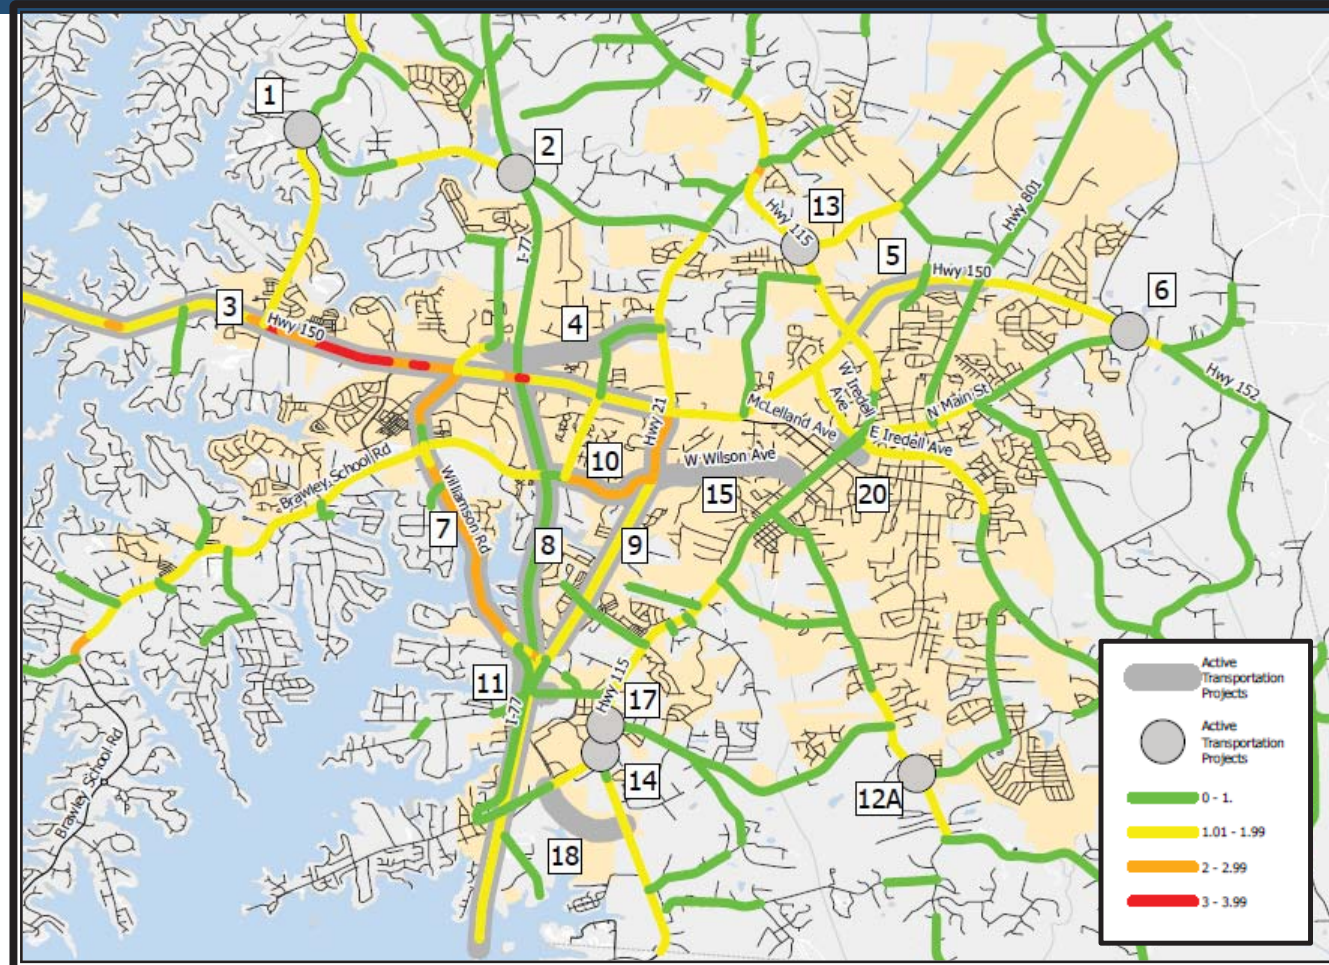 1
2
13
Hwy 115
Hwy 801
I-77
5
Hwy 150
6
3
Hwy 150
4
Hwy 152
W Iredell
Ave
N Main St
McLelland Ave
E Iredell Ave
Hwy 21
W Wilson Ave
10
15
20
Brawley School Rd
Williamson Rd
7
8
9
11
I-77
Hwy 115
17
14
12A
18
Brawley School Rd
Active
Transportation
Projects
Active
Transportation
Projects
0 - 1.
1.01 - 1.99
2 - 2.99
3 - 3.99